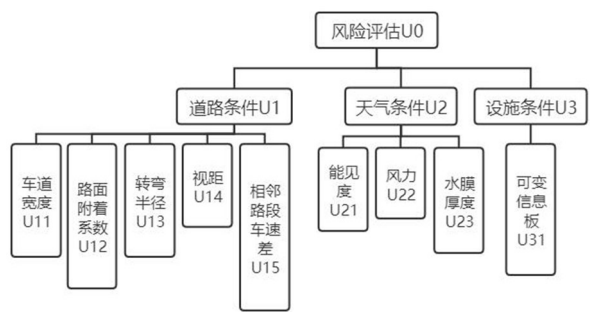 风险评估U0
道路条件U1
天气条件U2
设施条件U3
车道
宽度
U11
路面
附着
系数
U12
转弯
半径
U13
视距
U14
相邻
路段
车速
差
U15
能见
度
U21
风力
U22
水膜
厚度
U23
可变
信息
板
U31